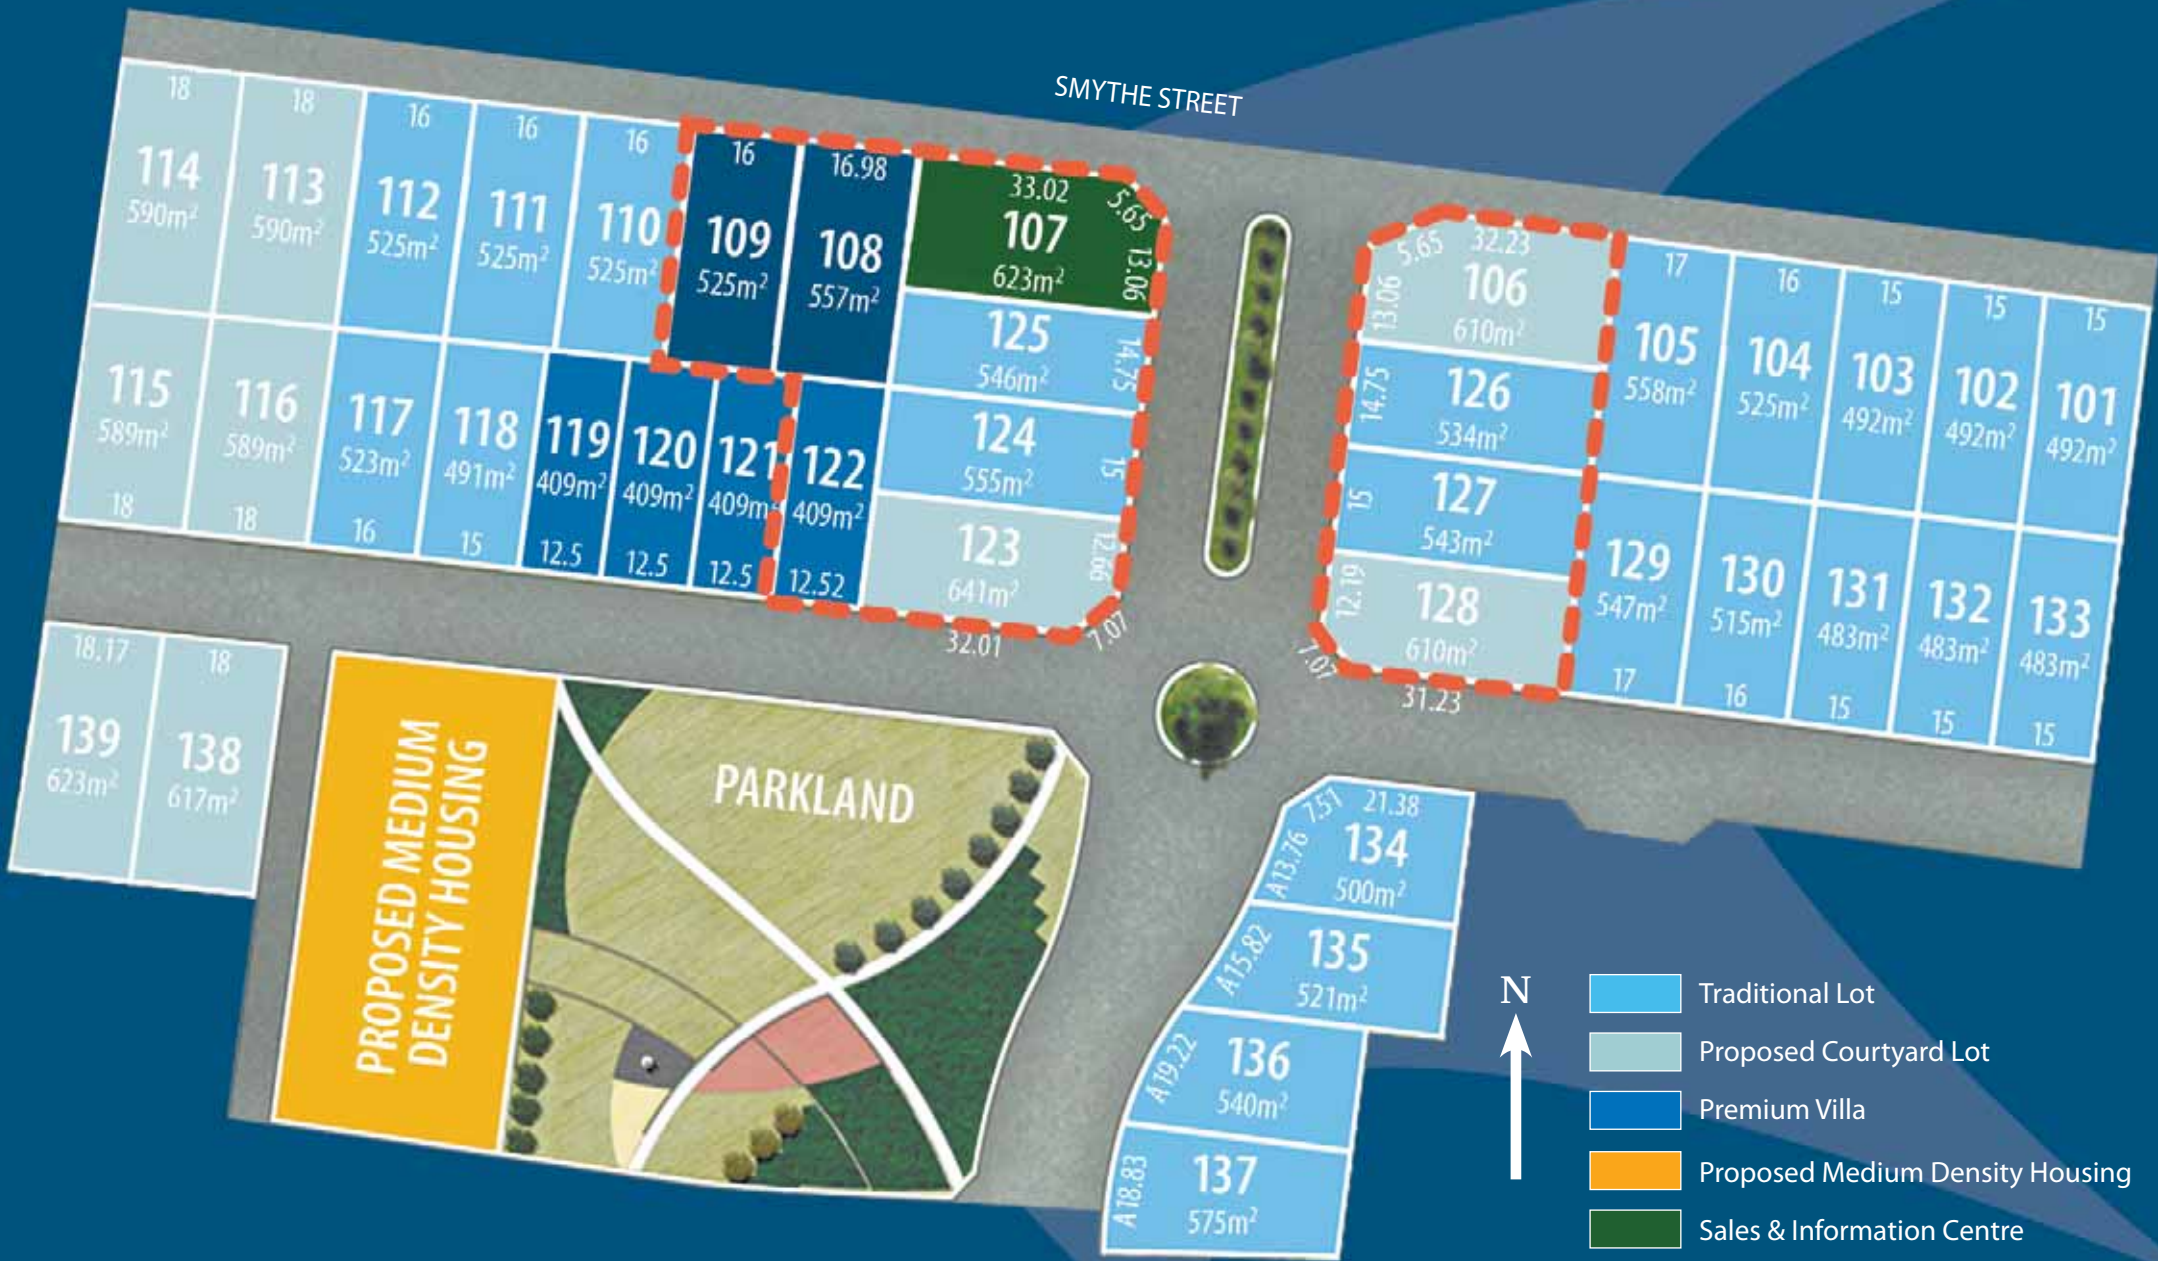 SMYTHE STREET
18
114
590m²
18
113
590m²
16
112
525m²
16
111
525m²
16
110
525m²
16
109
525m²
16.98
108
557m²
33.02
5.65
107
13.06
623m²
125
14.75
546m²
124
15
555m²
123
12.66
641m²
32.01
7.07
115
589m²
18
116
589m²
18
117
523m²
16
118
491m²
15
119
409m²
12.5
120
409m²
12.5
121
409m²
12.5
122
409m²
12.52
5.65
32.23
13.06
106
610m²
14.75
126
534m²
15
127
543m²
12.19
128
610m²
7.07
31.23
17
105
558m²
16
104
525m²
15
103
492m²
15
102
492m²
15
101
492m²
129
547m²
17
130
515m²
16
131
483m²
15
132
483m²
15
133
483m²
15
18.17
139
623m²
18
138
617m²
PROPOSED MEDIUM
DENSITY HOUSING
PARKLAND
7.51
21.38
A13.76
134
500m²
A15.82
135
521m²
A19.22
136
540m²
A18.83
137
575m²
N
Traditional Lot
Proposed Courtyard Lot
Premium Villa
Proposed Medium Density Housing
Sales & Information Centre